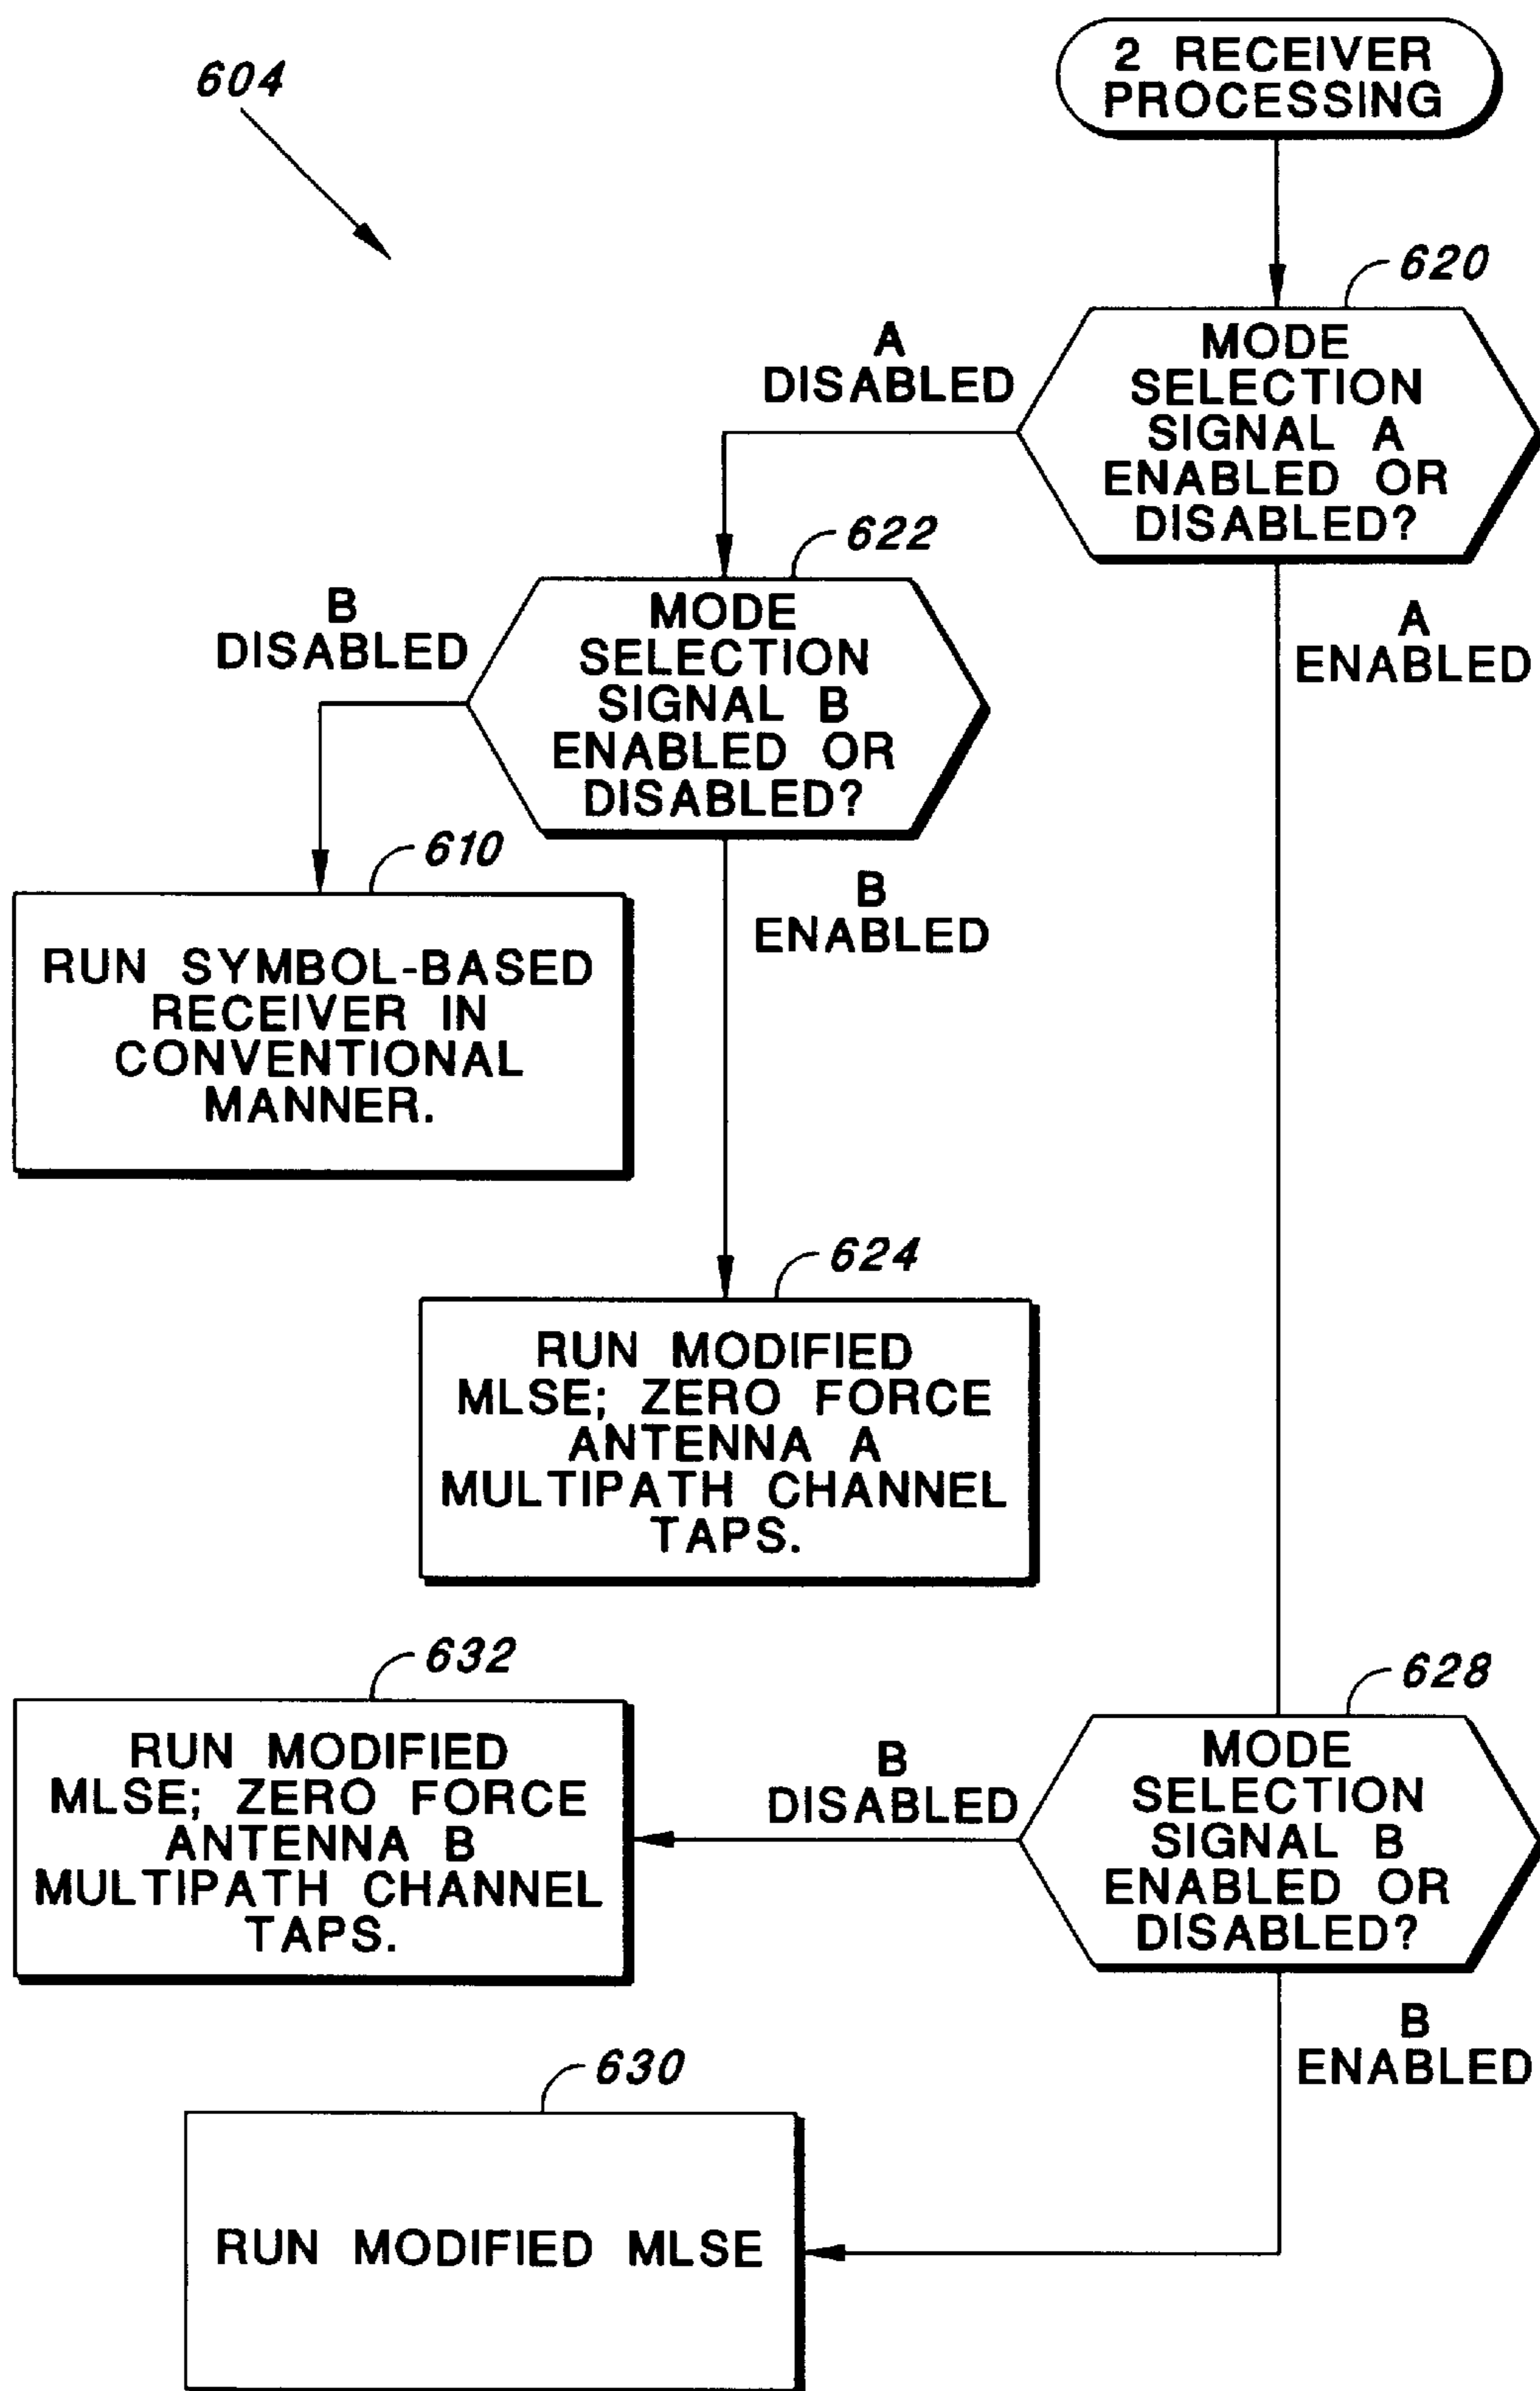 604
2 RECEIVER
PROCESSING
620
MODE
SELECTION
SIGNAL A
ENABLED OR
DISABLED?
A
DISABLED
A
ENABLED
622
MODE
SELECTION
SIGNAL B
ENABLED OR
DISABLED?
B
DISABLED
B
ENABLED
610
RUN SYMBOL-BASED
RECEIVER IN
CONVENTIONAL
MANNER.
624
RUN MODIFIED
MLSE; ZERO FORCE
ANTENNA A
MULTIPATH CHANNEL
TAPS.
628
MODE
SELECTION
SIGNAL B
ENABLED OR
DISABLED?
B
DISABLED
632
RUN MODIFIED
MLSE; ZERO FORCE
ANTENNA B
MULTIPATH CHANNEL
TAPS.
B
ENABLED
630
RUN MODIFIED MLSE